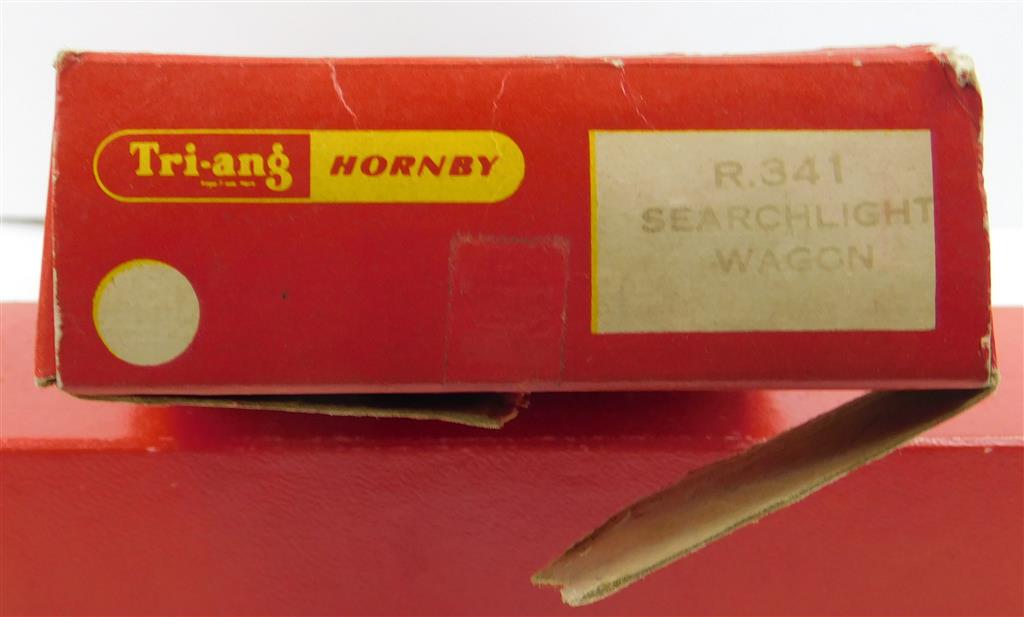 Tri-ang HORNBY
R.341
SEARCHLIGHT
WAGON